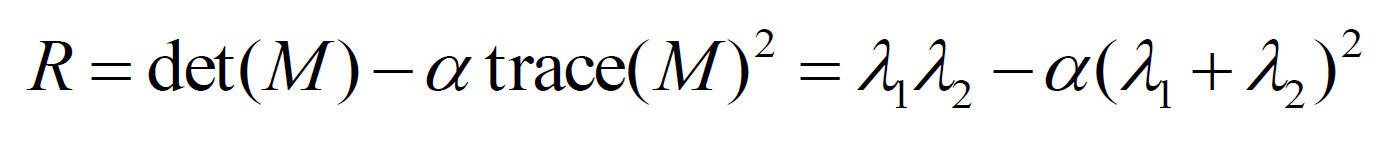 R = det(M) − α trace(M)² = λ₁λ₂ − α(λ₁ + λ₂)²